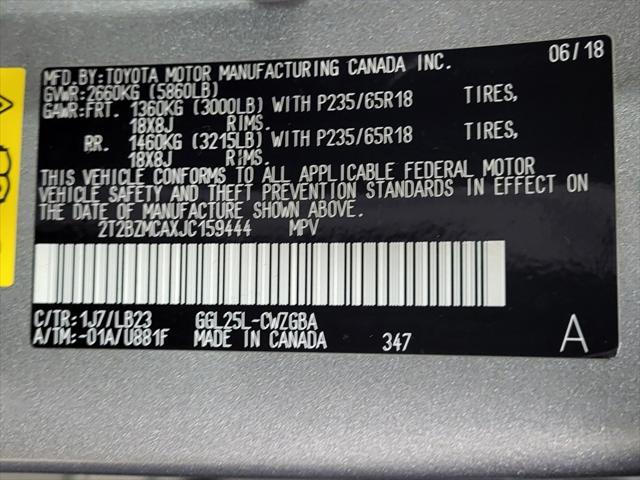 MFD.BY:TOYOTA MOTOR MANUFACTURING CANADA INC. 06/18
GVWR:2660KG (5860LB)
GAWR:FRT. 1360KG (3000LB) WITH P235/65R18 TIRES,
18X8J RIMS.
RR. 1460KG (3215LB) WITH P235/65R18 TIRES,
18X8J RIMS.
THIS VEHICLE CONFORMS TO ALL APPLICABLE FEDERAL MOTOR
VEHICLE SAFETY AND THEFT PREVENTION STANDARDS IN EFFECT ON
THE DATE OF MANUFACTURE SHOWN ABOVE.
2T2BZMCAXJC159444 MPV
C/TR:1J7/LB23 GGL25L-CWZGBA
A/TM:-01A/U881F MADE IN CANADA 347 A